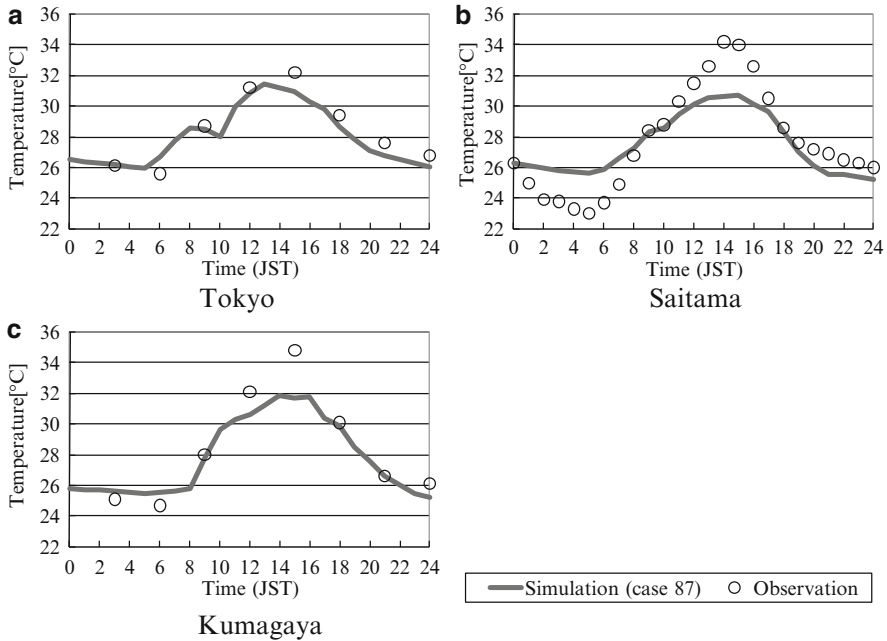 a
36
34
32
30
28
26
24
22
Temperature[°C]
0 2 4 6 8 10 12 14 16 18 20 22 24
Time (JST)
Tokyo
b
36
34
32
30
28
26
24
22
Temperature[°C]
0 2 4 6 8 10 12 14 16 18 20 22 24
Time (JST)
Saitama
c
36
34
32
30
28
26
24
22
Temperature[°C]
0 2 4 6 8 10 12 14 16 18 20 22 24
Time (JST)
Kumagaya
Simulation (case 87) Observation